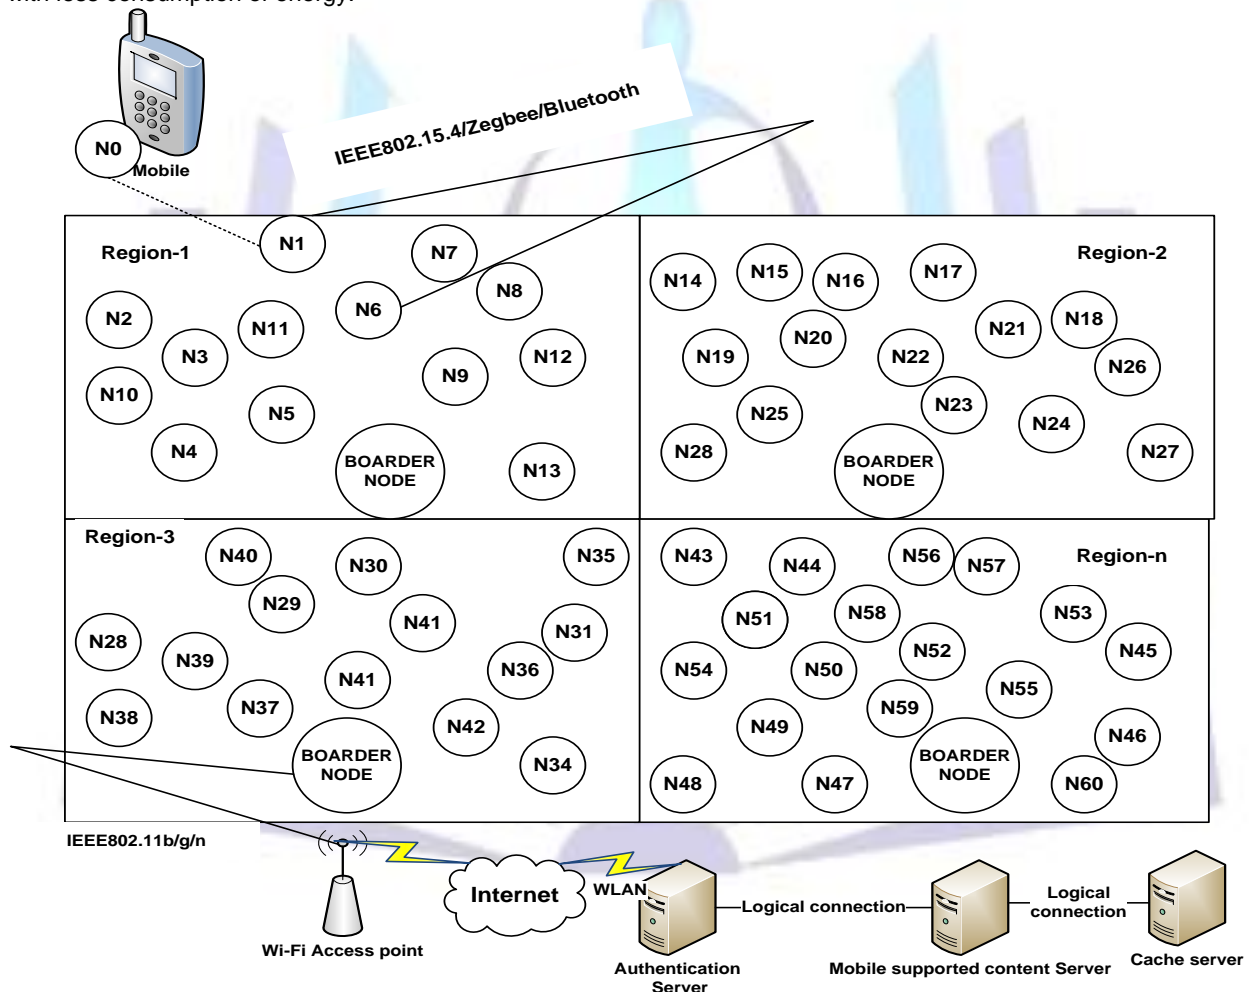 with less consumption of energy.
N0
Mobile
IEEE802.15.4/Zegbee/Bluetooth
Region-1
N1
N7
N8
N6
N2
N11
N3
N12
N9
N10
N5
N4
BOARDER
NODE
N13
Region-2
N14
N15
N16
N17
N18
N21
N20
N19
N22
N26
N23
N25
N24
N28
BOARDER
NODE
N27
Region-3
N40
N30
N35
N29
N41
N31
N28
N39
N36
N41
N38
N37
N42
BOARDER
NODE
N34
Region-n
N43
N44
N56
N57
N51
N58
N53
N52
N45
N54
N50
N55
N59
N49
N46
BOARDER
NODE
N48
N47
N60
IEEE802.11b/g/n
Wi-Fi Access point
Internet
WLAN
Authentication
Server
Logical connection
Mobile supported content Server
Logical
connection
Cache server